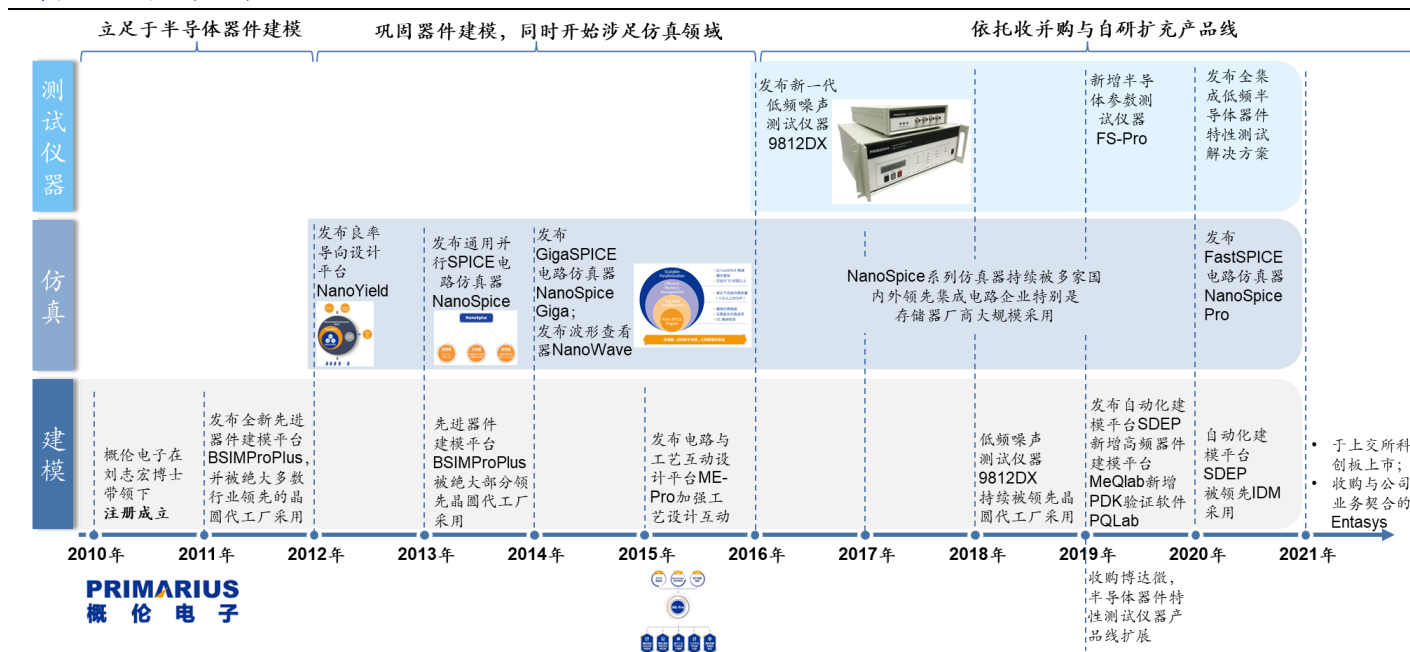 立足于半导体器件建模
巩固器件建模，同时开始涉足仿真领域
依托收并购与自研扩充产品线
测
试
仪
器
发布新一代
低频噪声
测试仪器
9812DX
PRIMARIUS
新增半导
体参数测
试仪器
FS-Pro
发布全集
成低频半
导体器件
特性测试
解决方案
仿
真
发布良率
导向设计
平台
NanoYield
发布通用并
行SPICE电
路仿真器
NanoSpice
NanoSpice
发布
GigaSPICE
电路仿真器
NanoSpice
Giga；
发布波形查看
器NanoWave
Scalable
Parallelization
Efficient
Memory
Management
NanoSpice系列仿真器持续被多家国
内外领先集成电路企业特别是
存储器厂商大规模采用
发布
FastSPICE
电路仿真器
NanoSpice
Pro
建
模
概伦电子在
刘志宏博士
带领下
注册成立
发布全新先进
器件建模平台
BSIMProPlus，
并被绝大多数
行业领先的晶
圆代工厂采用
先进器件
建模平台
BSIMProPlus
被绝大部分领
先晶圆代工厂
采用
发布电路与
工艺互动设
计平台ME-
Pro加强工
艺设计互动
低频噪声
测试仪器
9812DX
持续被领先晶
圆代工厂采用
发布自动化建
模平台SDEP
新增高频器件
建模平台
MeQlab新增
PDK验证软件
PQLab
自动化建
模平台
SDEP
被领先IDM
采用
• 于上交所科
创板上市；
• 收购与公司
业务契合的
Entasys
2010年 2011年 2012年 2013年 2014年 2015年 2016年 2017年 2018年 2019年 2020年 2021年
PRIMARIUS
概伦电子
ME-Pro
收购博达微，
半导体器件特
性测试仪器产
品线扩展